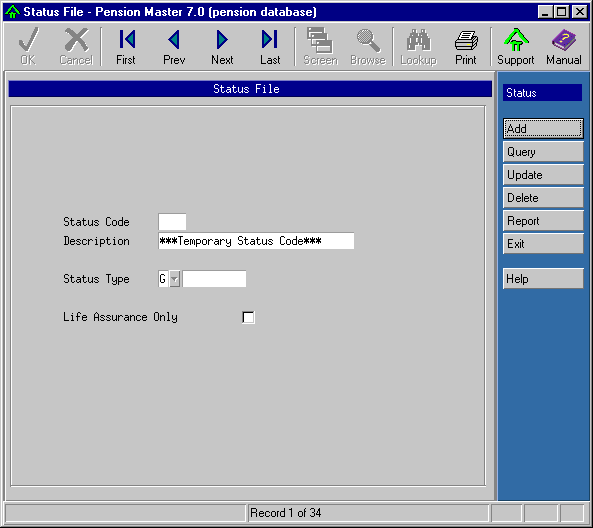 Status File - Pension Master 7.0 (pension database)
OK Cancel First Prev Next Last Screen Browse Lookup Print Support Manual
Status File
Status
Add
Query
Update
Delete
Report
Exit
Help
Status Code
Description ***Temporary Status Code***
Status Type G
Life Assurance Only
Record 1 of 34